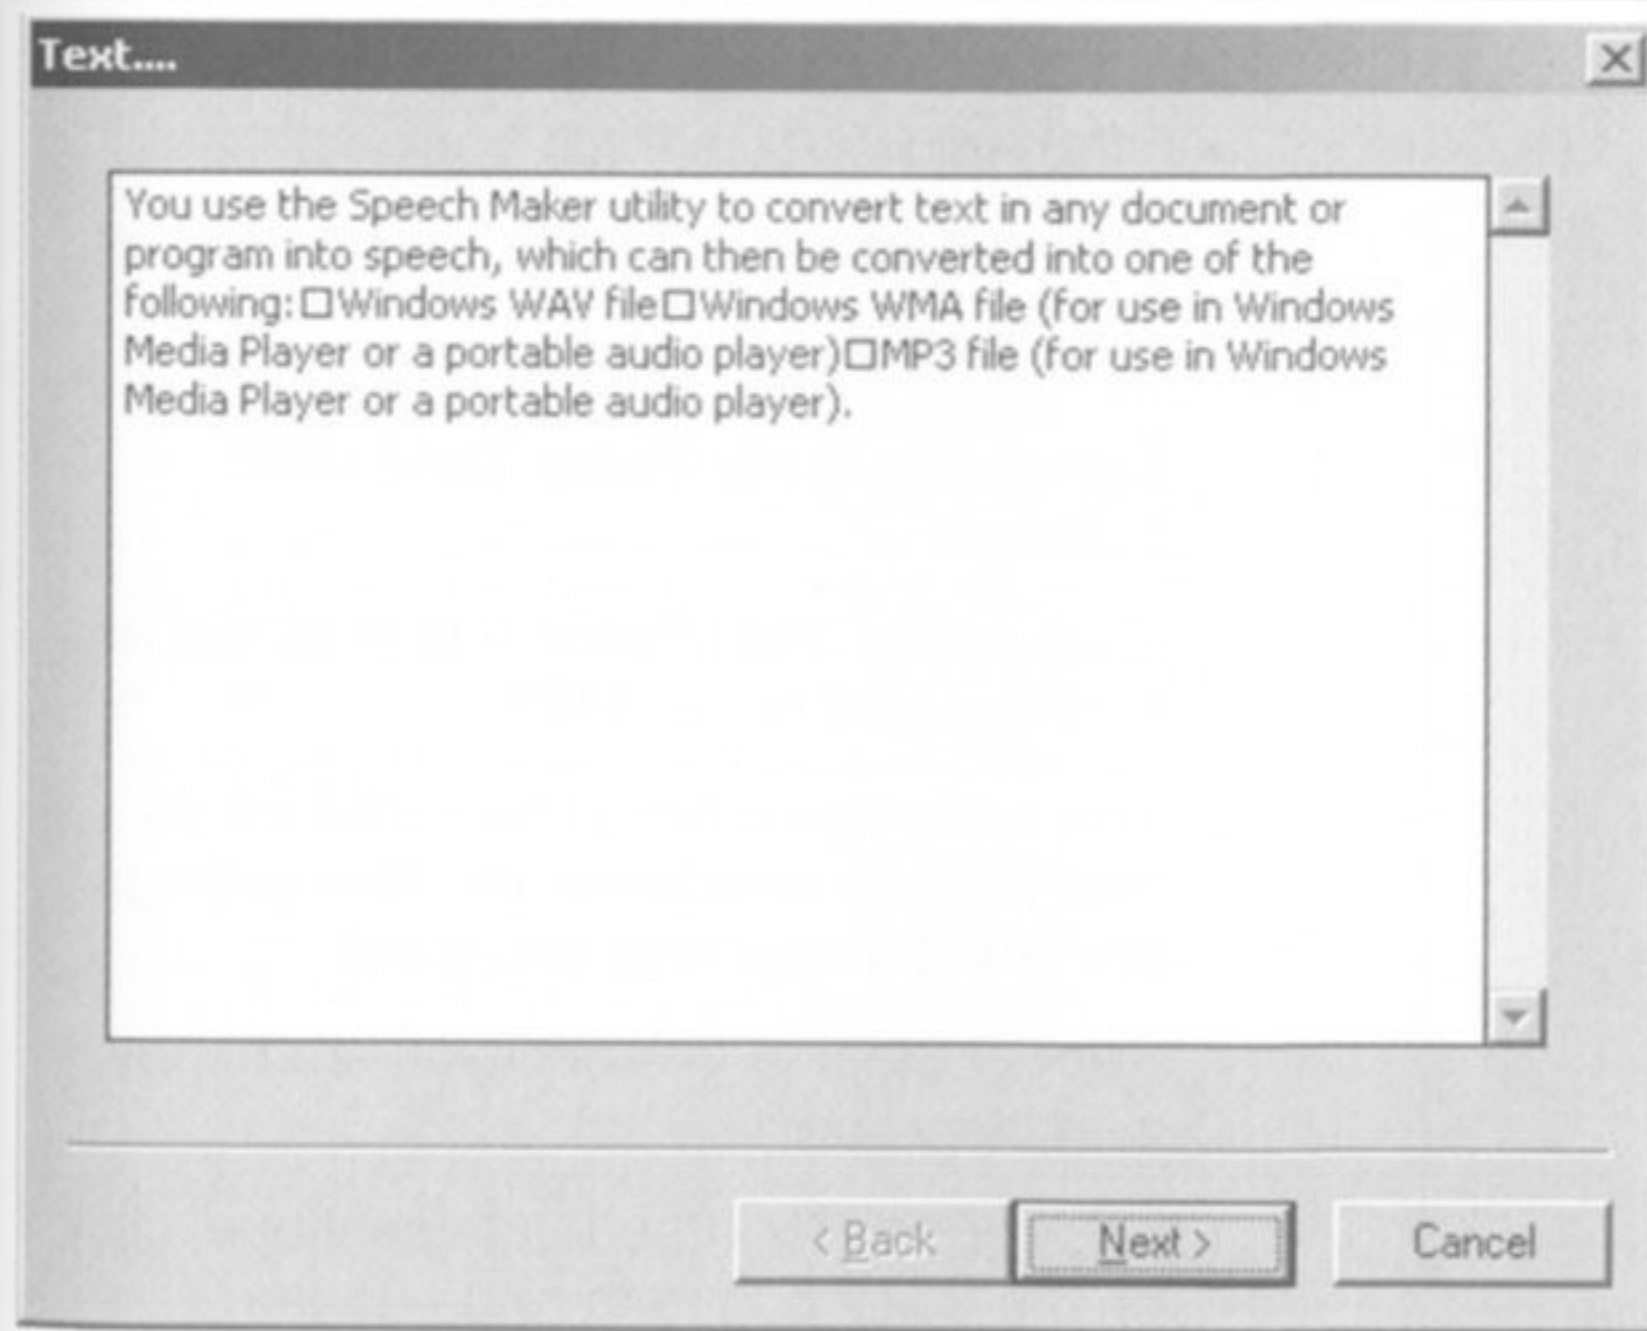 Text....
You use the Speech Maker utility to convert text in any document or
program into speech, which can then be converted into one of the
following:□Windows WAV file□Windows WMA file (for use in Windows
Media Player or a portable audio player)□MP3 file (for use in Windows
Media Player or a portable audio player).
< Back Next > Cancel